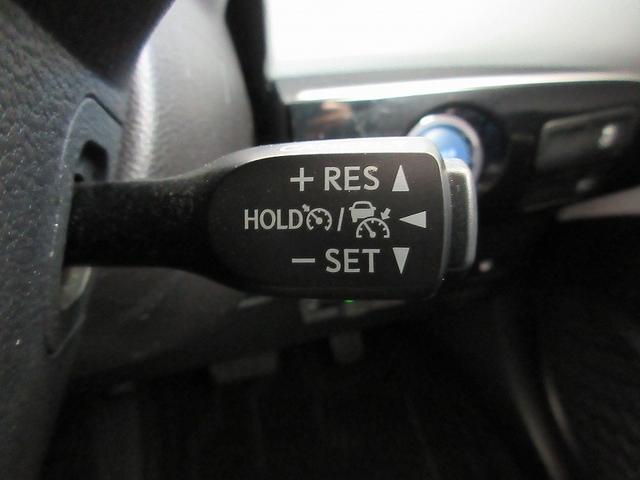 + RES ▲
HOLD / ◀
− SET ▼